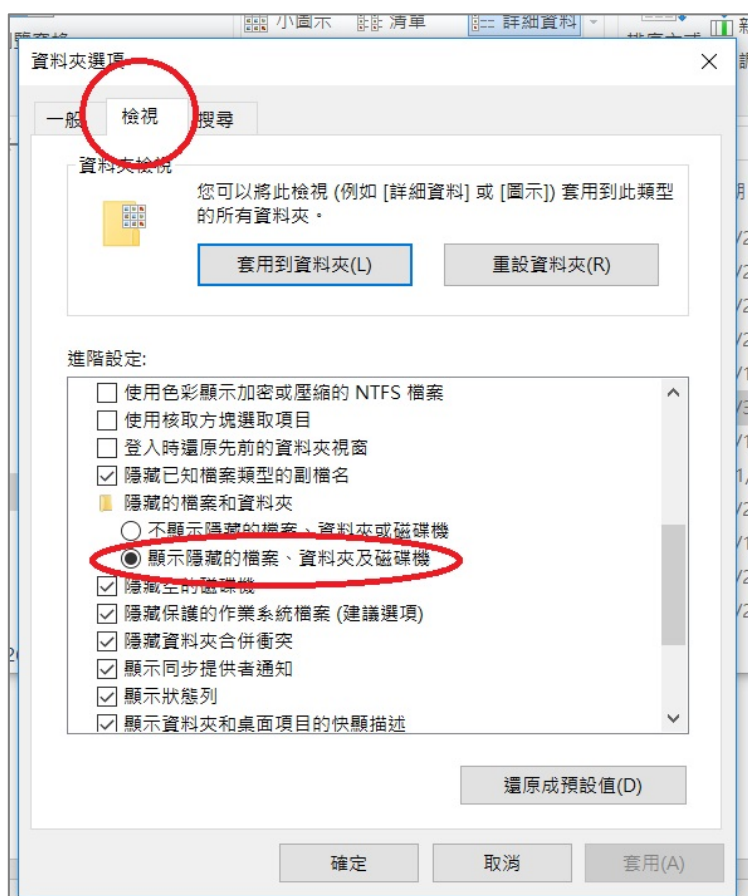 小圖示
清單
詳細資料
資料夾選項
一般
檢視
搜尋
資料夾檢視
您可以將此檢視 (例如 [詳細資料] 或 [圖示]) 套用到此類型
的所有資料夾。
套用到資料夾(L)
重設資料夾(R)
進階設定:
使用色彩顯示加密或壓縮的 NTFS 檔案
使用核取方塊選取項目
登入時還原先前的資料夾視窗
隱藏已知檔案類型的副檔名
隱藏的檔案和資料夾
不顯示隱藏的檔案、資料夾或磁碟機
顯示隱藏的檔案、資料夾及磁碟機
隱藏空的磁碟機
隱藏保護的作業系統檔案 (建議選項)
隱藏資料夾合併衝突
顯示同步提供者通知
顯示狀態列
顯示資料夾和桌面項目的快顯描述
還原成預設值(D)
確定
取消
套用(A)